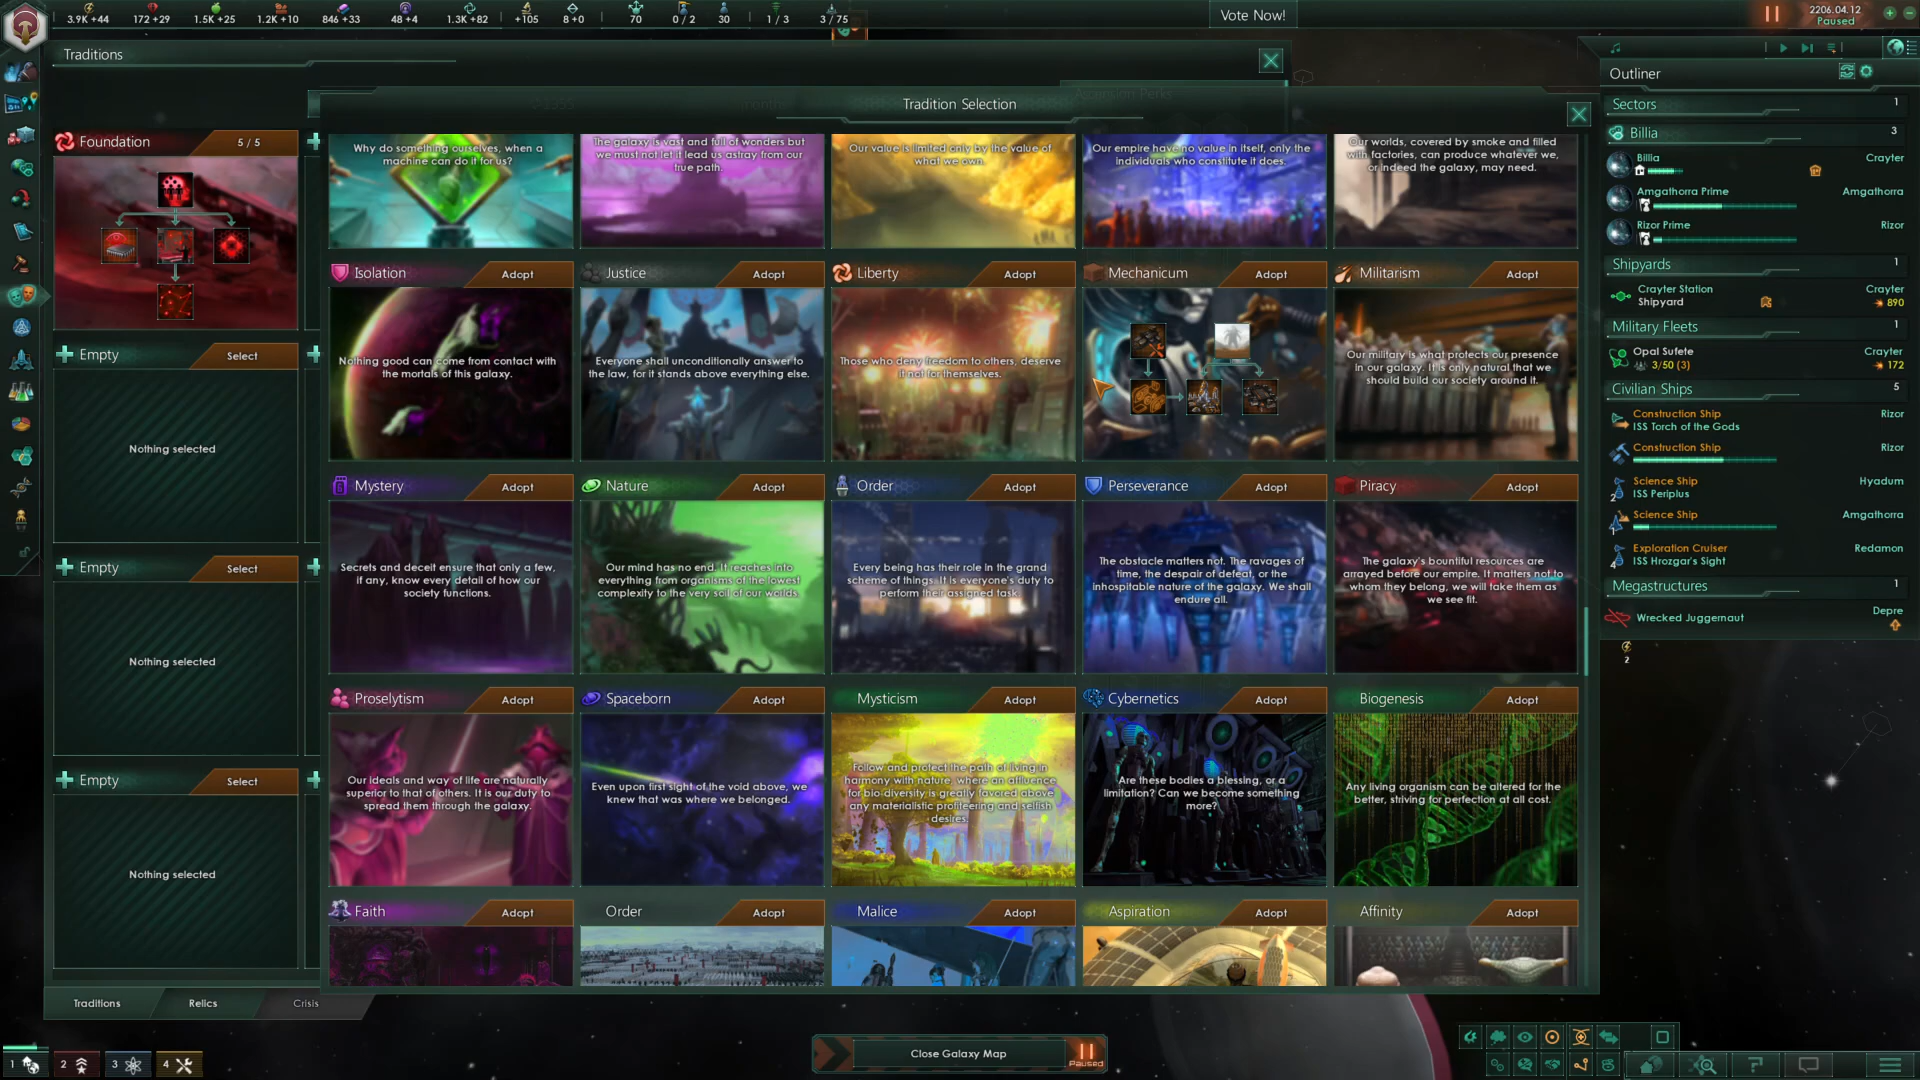 3.9K +44
172 +29
1.5K +25
1.2K +10
846 +33
48 +4
1.3K +82
+105
8 +0
70
0 / 2
30
1 / 3
3 / 75
Vote Now!
2206.04.12
Paused
Traditions
Tradition Selection
Outliner
Foundation
5 / 5
Empty
Select
Nothing selected
Empty
Select
Nothing selected
Empty
Select
Nothing selected
Why do something ourselves, when a
machine can do it for us?
The galaxy is vast and full of wonders but
we must not let it lead us astray from our
true path.
Our value is limited only by the value of
what we own.
Our empire have no value in itself, only the
individuals who constitute it does.
Our worlds, covered by smoke and filled
with factories, can produce whatever we,
or indeed the galaxy, may need.
Isolation
Adopt
Nothing good can come from contact with
the mortals of this galaxy.
Justice
Adopt
Everyone shall unconditionally answer to
the law, for it stands above everything else.
Liberty
Adopt
Those who deny freedom to others, deserve
it not for themselves.
Mechanicum
Adopt
Militarism
Adopt
Our military is what protects our presence
in our galaxy. It is only natural that we
should build our society around it.
Mystery
Adopt
Secrets and deceit ensure that only a few,
if any, know every detail of how our
society functions.
Nature
Adopt
Our mind has no end. It reaches into
everything from organisms of the lowest
complexity to the very soil of our worlds.
Order
Adopt
Every being has their role in the grand
scheme of things. It is everyone's duty to
perform their assigned task.
Perseverance
Adopt
The obstacle matters not. The ravages of
time, the despair of defeat, or the
inhospitable nature of the galaxy. We shall
endure all.
Piracy
Adopt
The galaxy's bountiful resources are
arrayed before our empire. It matters not to
whom they belong, we will take them as
we see fit.
Proselytism
Adopt
Our ideals and way of life are naturally
superior to that of others. It is our duty to
spread them through the galaxy.
Spaceborn
Adopt
Even upon first sight of the void above, we
knew that was where we belonged.
Mysticism
Adopt
Follow and protect the path of living in
harmony with nature, where an affluence
for bio-diversity is greatly favored above
any materialistic profiteering and selfish
desires.
Cybernetics
Adopt
Are these bodies a blessing, or a
limitation? Can we become something
more?
Biogenesis
Adopt
Any living organism can be altered for the
better, striving for perfection at all cost.
Faith
Adopt
Order
Adopt
Malice
Adopt
Aspiration
Adopt
Affinity
Adopt
Traditions
Relics
Crisis
Sectors
1
Billia
3
Billia
Crayter
Amgathorra Prime
Amgathorra
Rizor Prime
Rizor
Shipyards
1
Crayter Station
Crayter
Shipyard
890
Military Fleets
1
Opal Sufete
Crayter
3/50 (3)
172
Civilian Ships
5
Construction Ship
Rizor
ISS Torch of the Gods
Construction Ship
Rizor
Science Ship
Hyadum
2
ISS Periplus
Science Ship
Amgathorra
1
Exploration Cruiser
Redamon
4
ISS Hrozgar's Sight
Megastructures
1
Wrecked Juggernaut
Depre
2
1
2
3
4
Close Galaxy Map
Paused